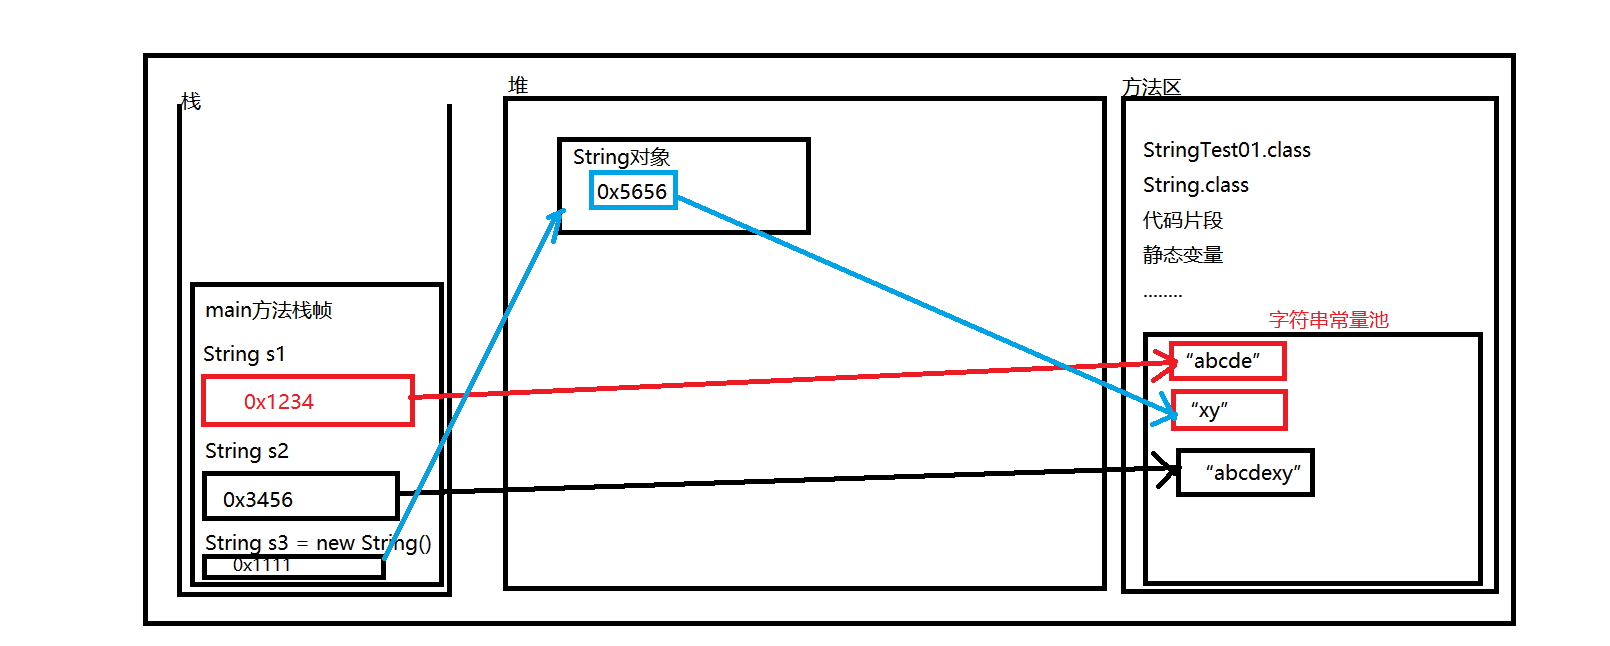 栈
main方法栈帧
String s1
0x1234
String s2
0x3456
String s3 = new String()
0x1111
堆
String对象
0x5656
方法区
StringTest01.class
String.class
代码片段
静态变量
........
字符串常量池
“abcde”
“xy”
“abcdexy”